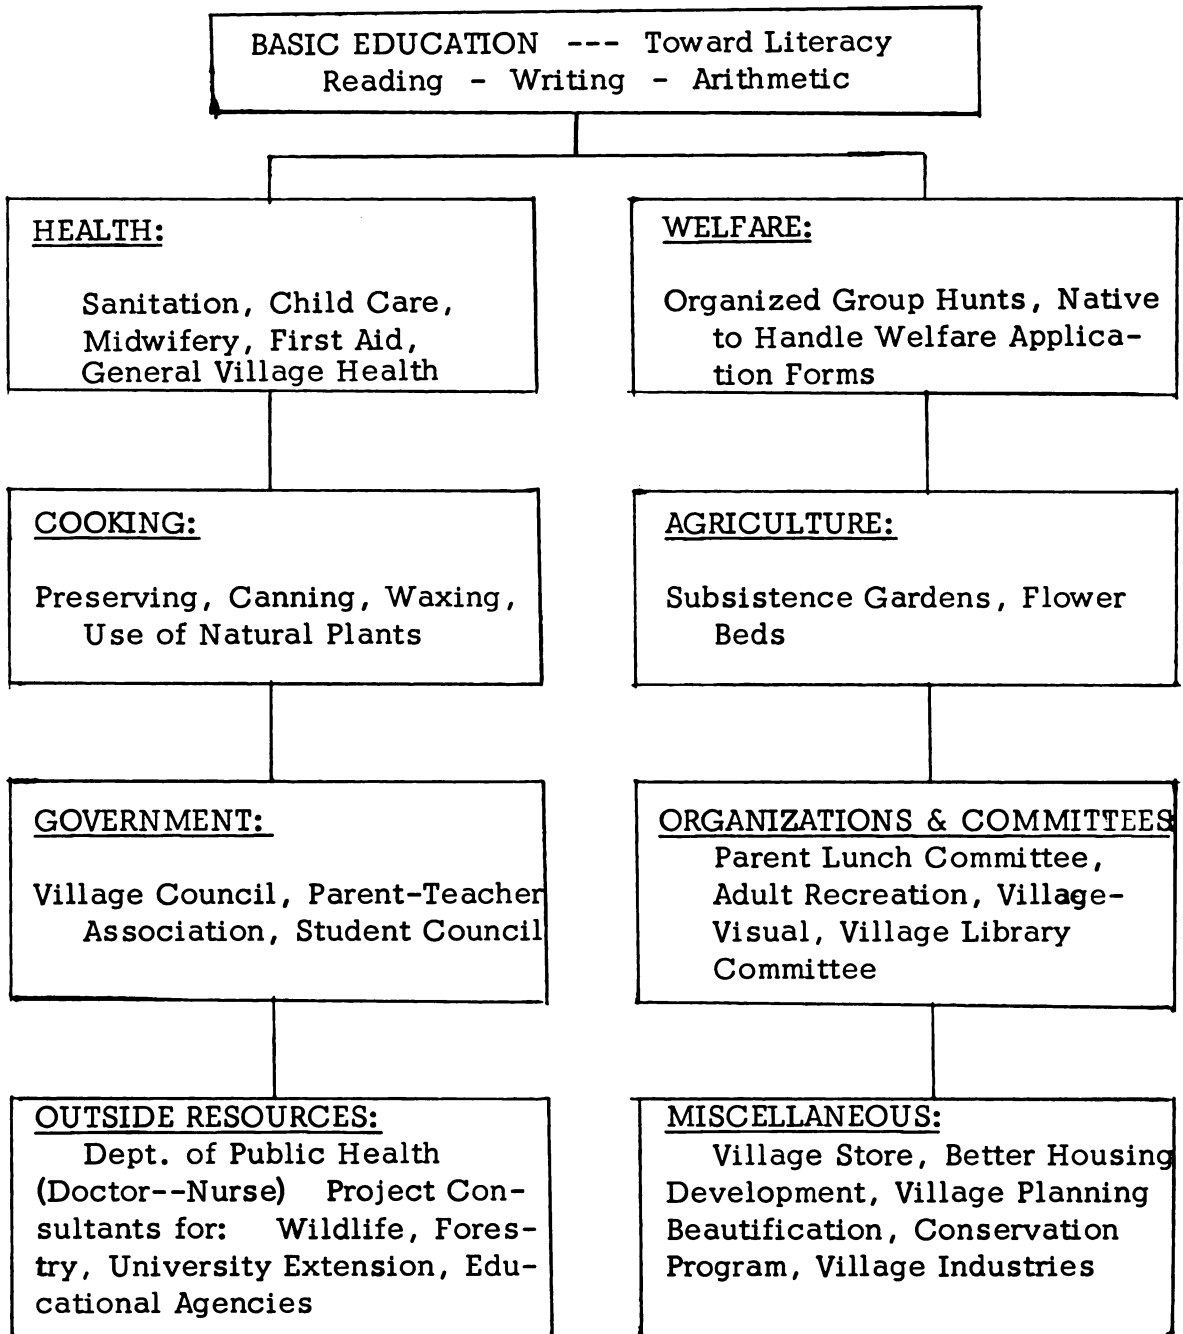 BASIC EDUCATION --- Toward Literacy
Reading - Writing - Arithmetic
HEALTH:
Sanitation, Child Care,
Midwifery, First Aid,
General Village Health
WELFARE:
Organized Group Hunts, Native
to Handle Welfare Applica-
tion Forms
COOKING:
Preserving, Canning, Waxing,
Use of Natural Plants
AGRICULTURE:
Subsistence Gardens, Flower
Beds
GOVERNMENT:
Village Council, Parent-Teacher
Association, Student Council
ORGANIZATIONS & COMMITTEES
Parent Lunch Committee,
Adult Recreation, Village-
Visual, Village Library
Committee
OUTSIDE RESOURCES:
Dept. of Public Health
(Doctor--Nurse) Project Con-
sultants for: Wildlife, Fores-
try, University Extension, Edu-
cational Agencies
MISCELLANEOUS:
Village Store, Better Housing
Development, Village Planning
Beautification, Conservation
Program, Village Industries